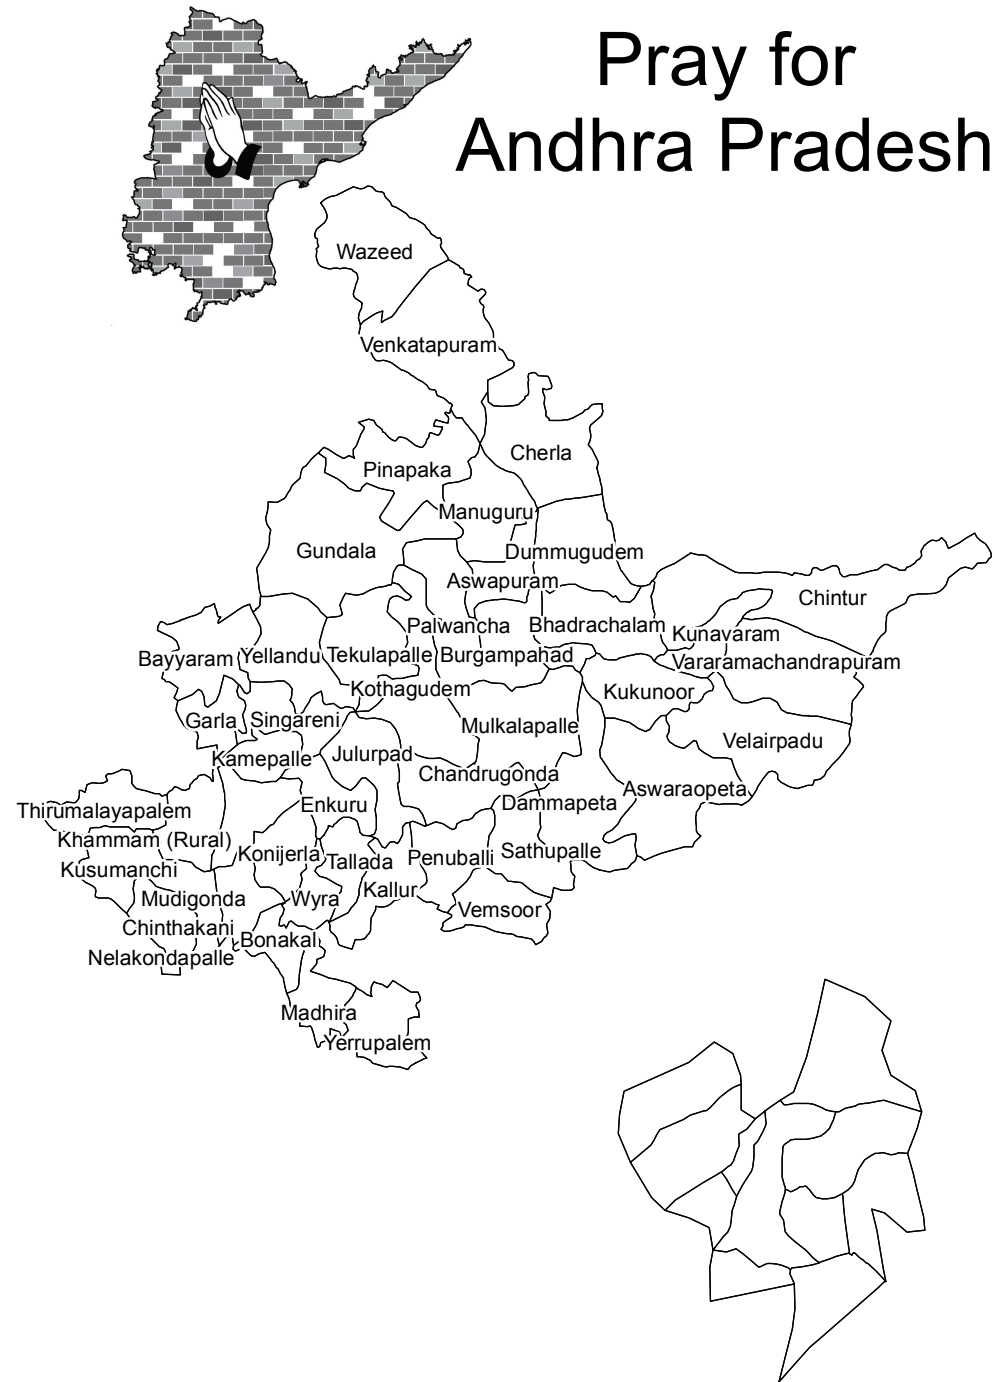 Pray for
Andhra Pradesh
Wazeed
Venkatapuram
Cherla
Pinapaka
Manuguru
Gundala
Dummugudem
Aswapuram
Chintur
Palwancha
Bhadrachalam
Kunavaram
Bayyaram
Yellandu
Tekulapalle
Burgampahad
Vararamachandrapuram
Kothagudem
Kukunoor
Garla
Singareni
Mulkalapalle
Velairpadu
Kamepalle
Julurpad
Chandrugonda
Aswaraopeta
Thirumalayapalem
Enkuru
Dammapeta
Khammam (Rural)
Konijerla
Tallada
Penuballi
Sathupalle
Kusumanchi
Kallur
Mudigonda
Wyra
Vemsoor
Chinthakani
Bonakal
Nelakondapalle
Madhira
Yerrupalem